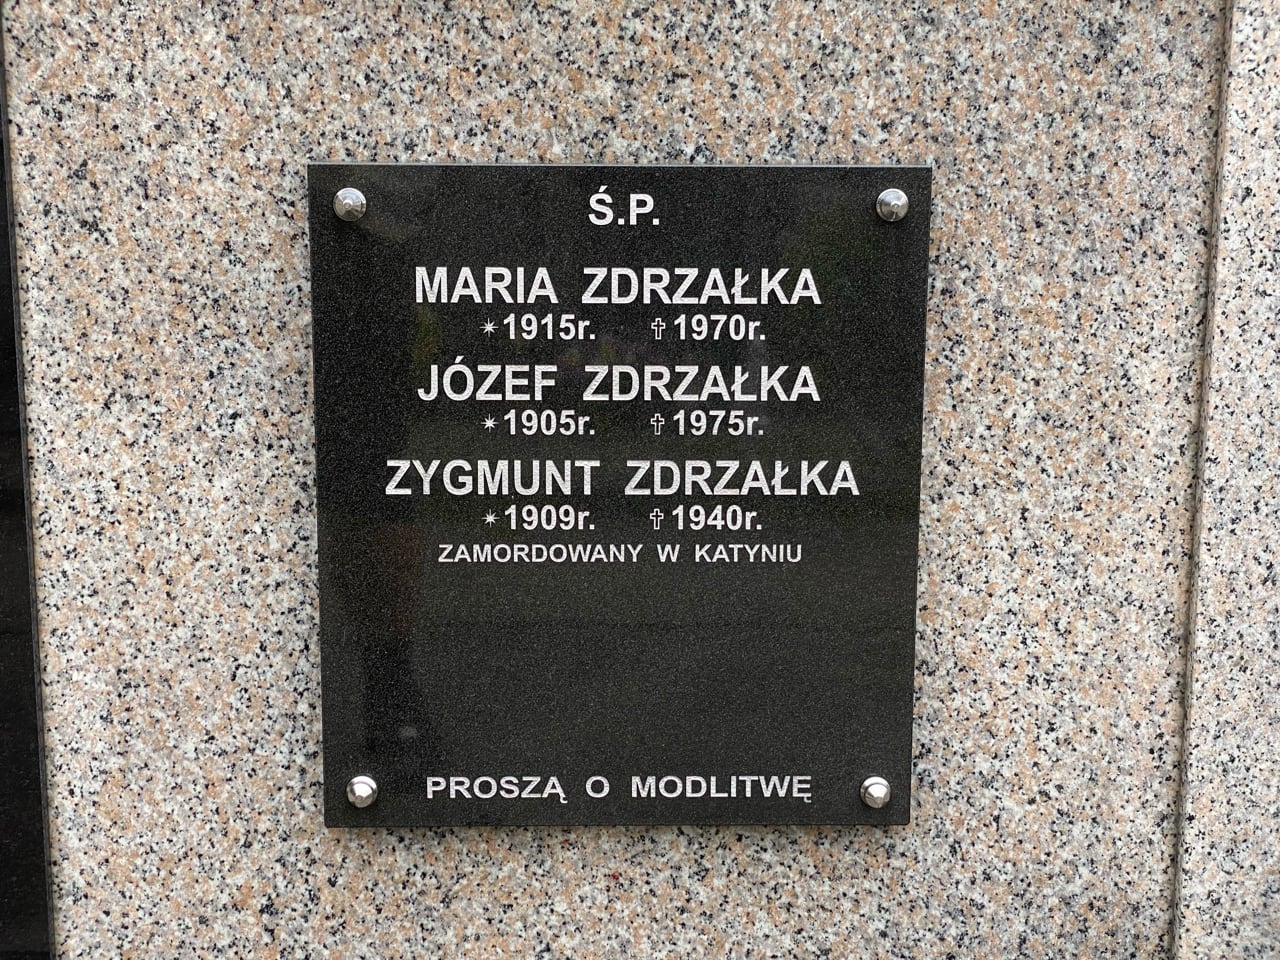 Ś.P.
MARIA ZDRZAŁKA
✴1915r. ✞1970r.
JÓZEF ZDRZAŁKA
✴1905r. ✞1975r.
ZYGMUNT ZDRZAŁKA
✴1909r. ✞1940r.
ZAMORDOWANY W KATYNIU
PROSZĄ O MODLITWĘ